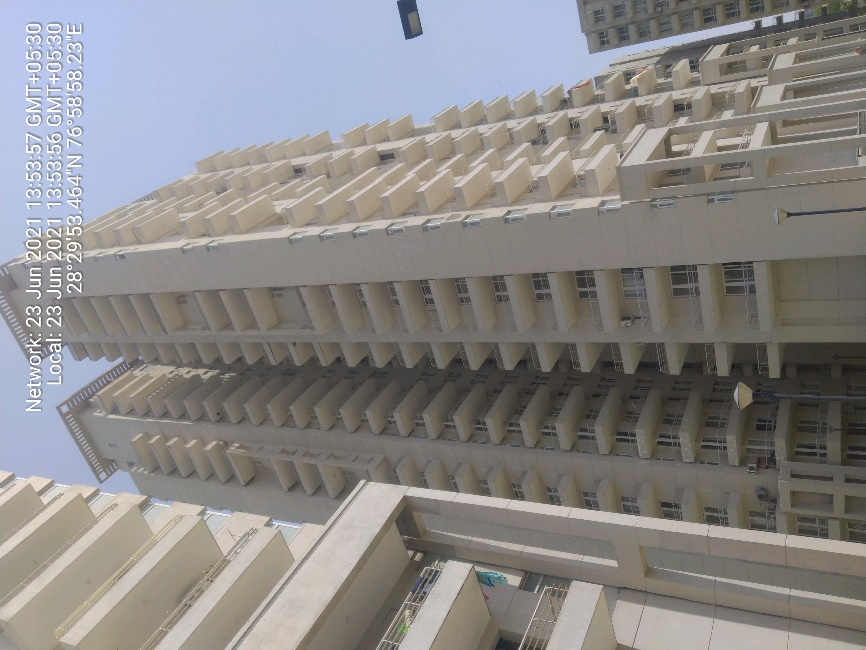 Network: 23 Jun 2021 13:53:57 GMT+05:30
Local: 23 Jun 2021 13:53:56 GMT+05:30
28°29'53.464"N 76°58'58.23"E